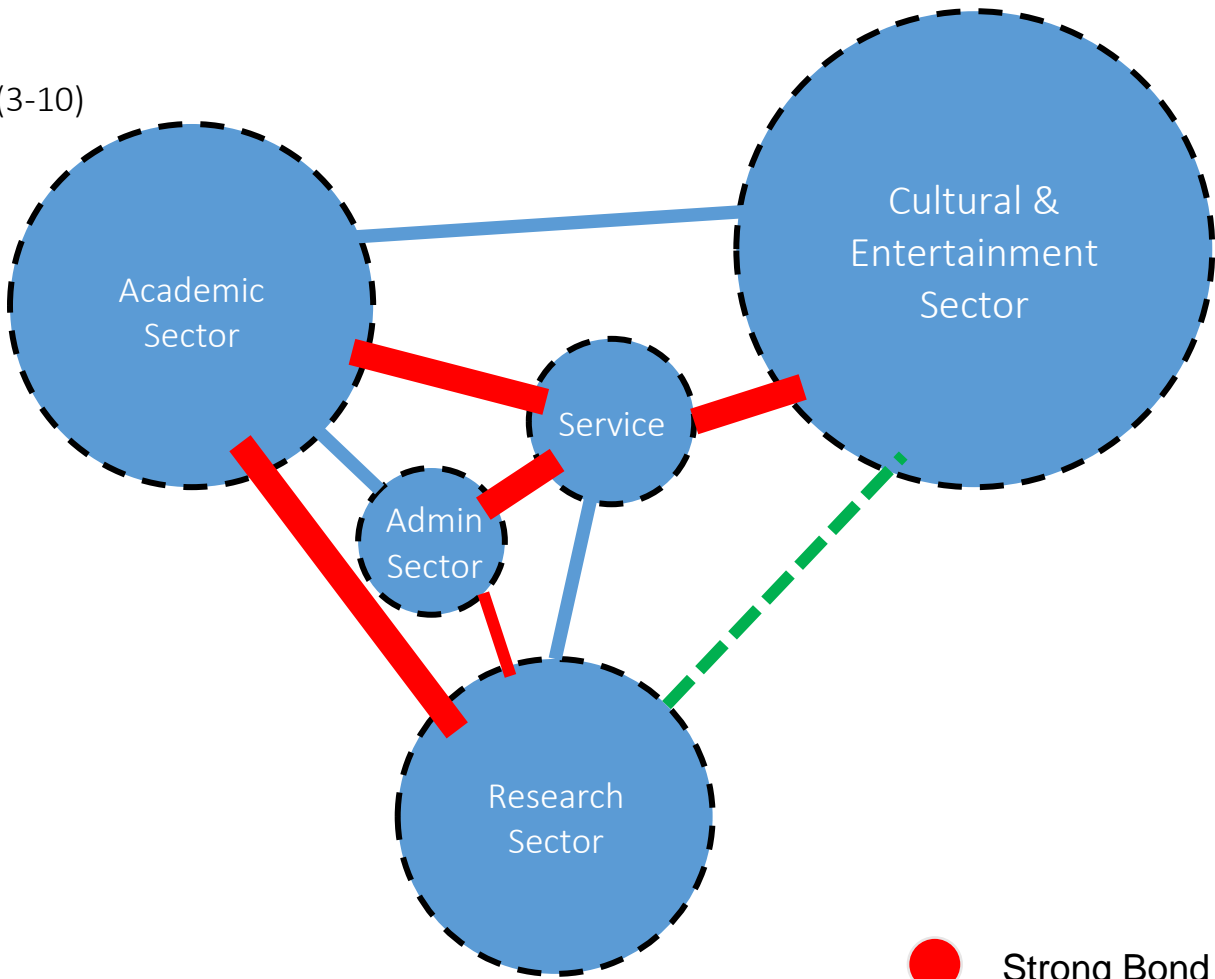 (3-10)
Cultural &
Entertainment
Sector
Academic
Sector
Service
Admin
Sector
Research
Sector
Strong Bond